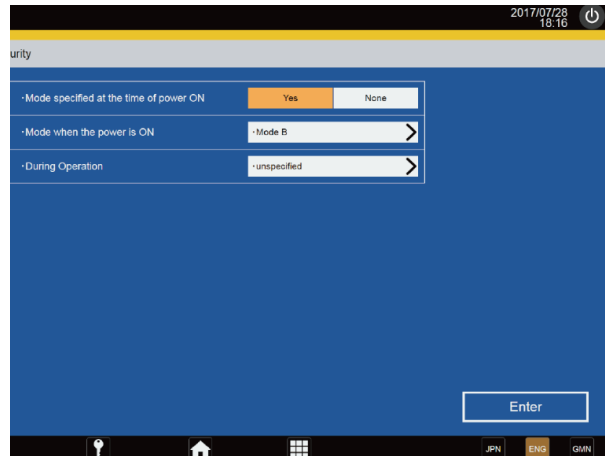 2017/07/28
18:16
urity
・Mode specified at the time of power ON Yes None
・Mode when the power is ON ・Mode B
・During Operation ・unspecified
Enter
JPN ENG GMN